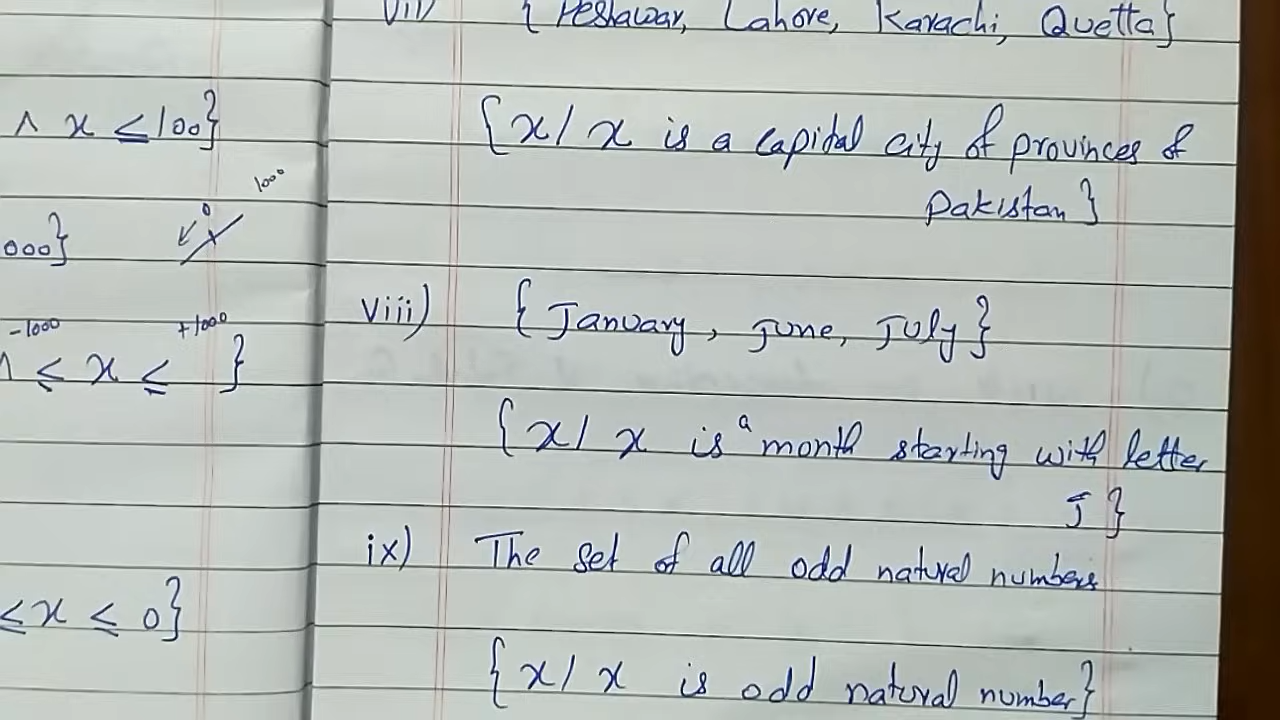 ∧ x ≤ 100}
1000
0
000}
-1000 +1000
∧ ≤ x ≤ }
≤ x ≤ 0}
vii) {Peshawar, Lahore, Karachi, Quetta}
{x/ x is a capital city of provinces of
Pakistan}
viii) {January, June, July}
{x/ x is a month starting with letter
J}
ix) The set of all odd natural numbers
{x/ x is odd natural number}